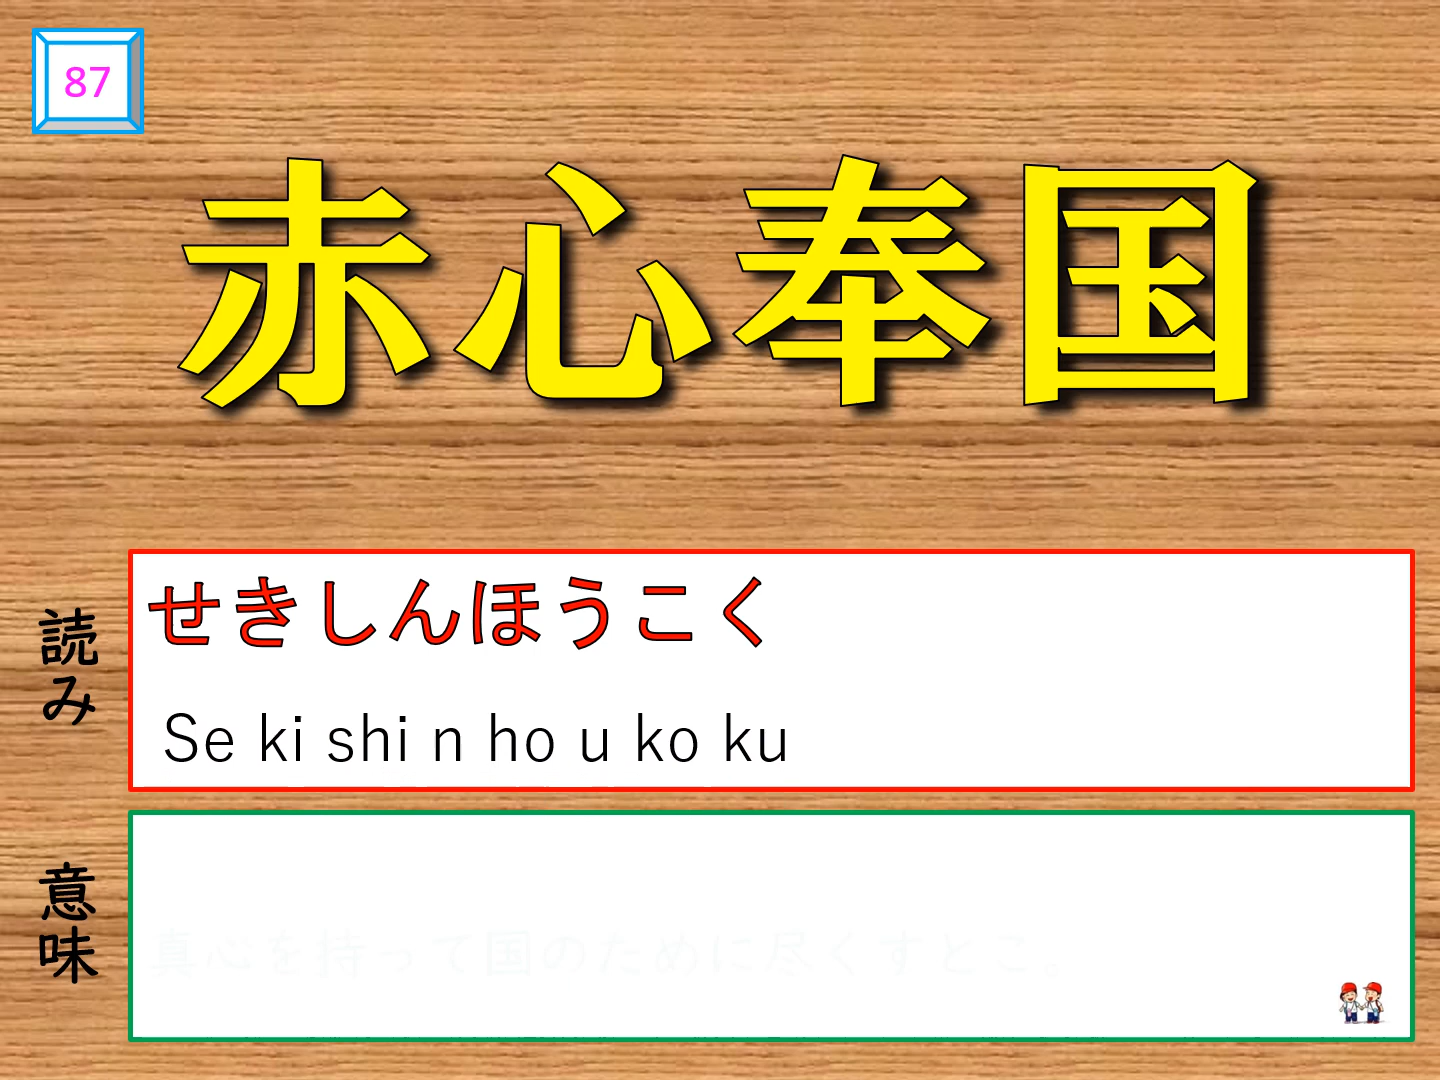 87
赤心奉国
読み
せきしんほうこく
Se ki shi n ho u ko ku
意味
真心を持って国のために尽くすとこ。